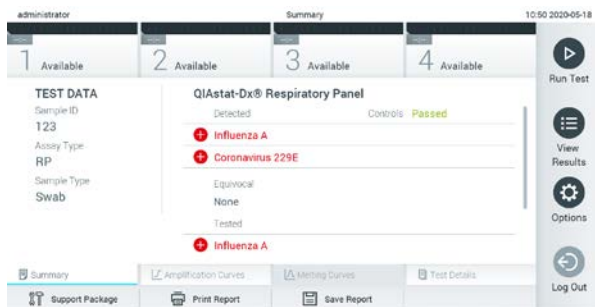 administrator Summary 10:50 2020-05-18
1 Available 2 Available 3 Available 4 Available
Run Test
TEST DATA
Sample ID
123
Assay Type
RP
Sample Type
Swab
QIAstat-Dx® Respiratory Panel
Detected Controls Passed
Influenza A
Coronavirus 229E
Equivocal
None
Tested
Influenza A
View
Results
Options
Log Out
Summary Amplification Curves Melting Curves Test Details
Support Package Print Report Save Report